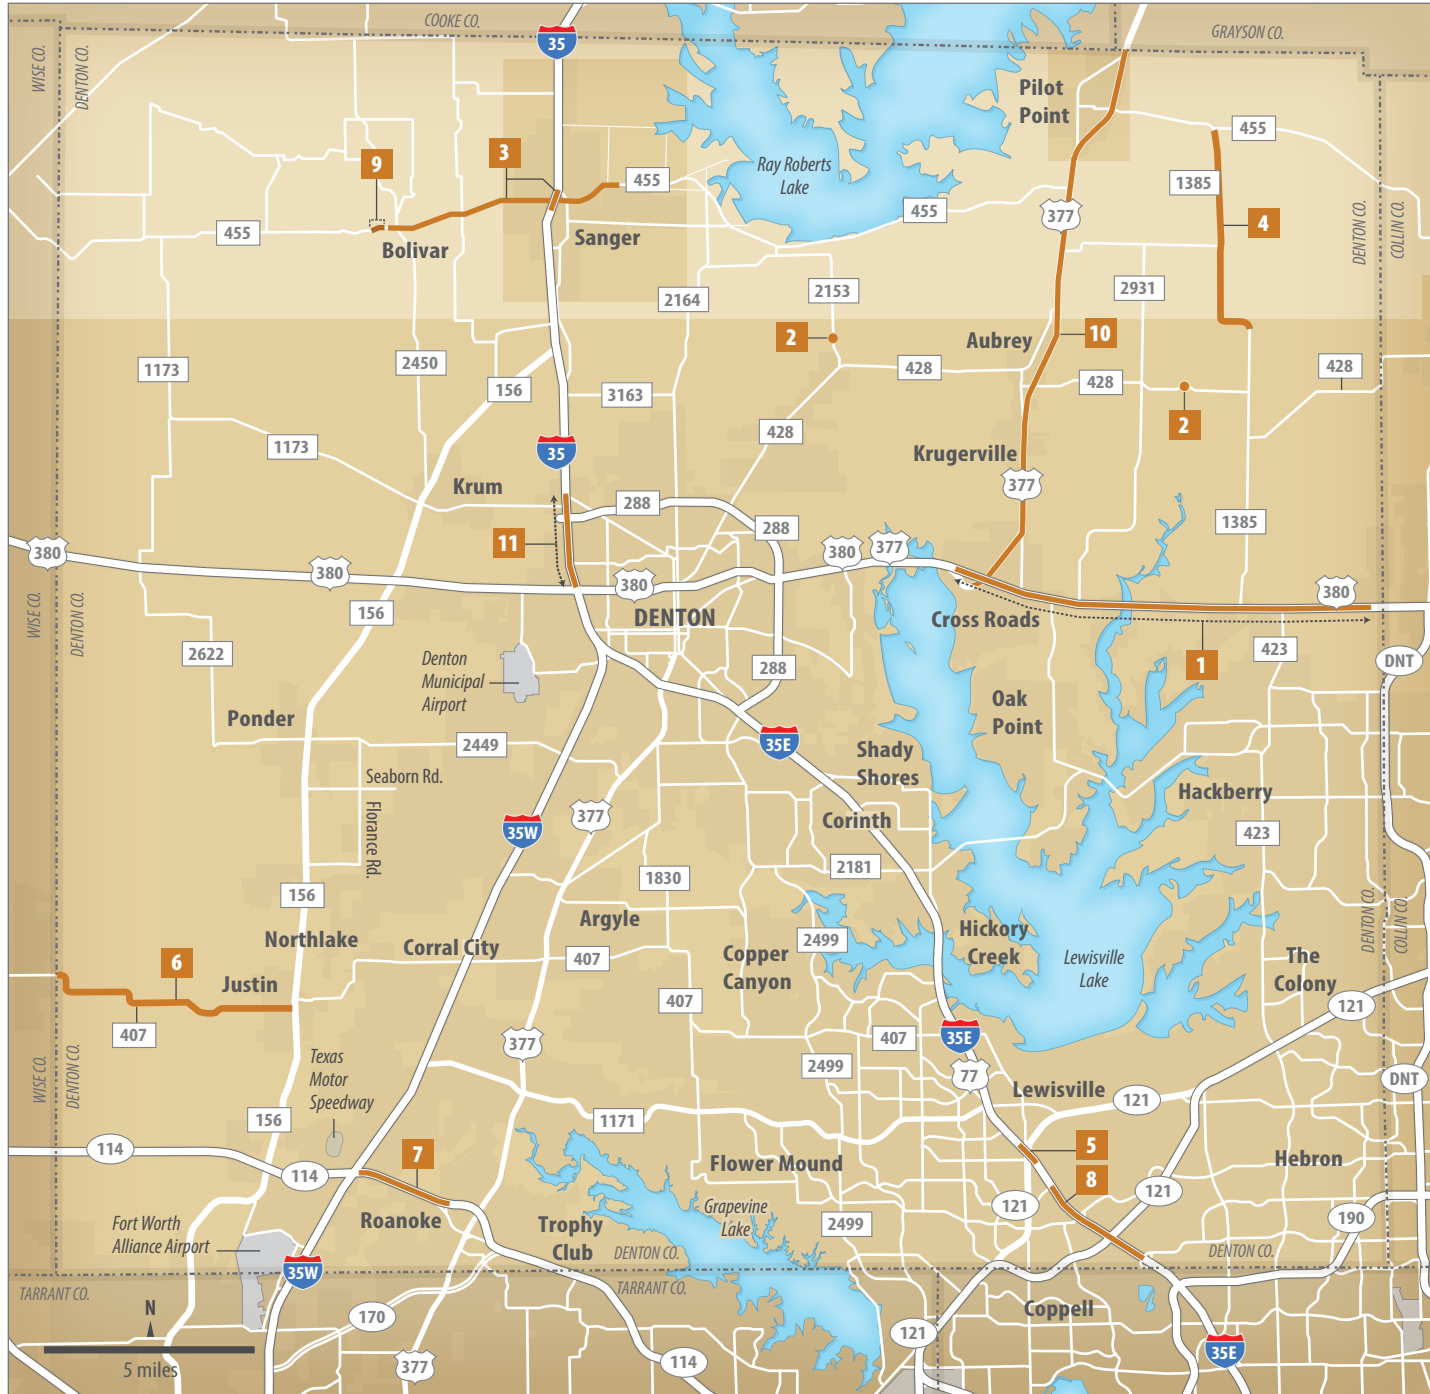 COOKE CO.
GRAYSON CO.
35
WISE CO.
DENTON CO.
Pilot
Point
455
9
3
455
Ray Roberts
Lake
1385
455
377
4
455
Bolivar
Sanger
DENTON CO.
COLLIN CO.
2164
2153
2931
2
Aubrey
10
1173
2450
156
3163
428
428
428
2
428
1173
35
Krugerville
377
Krum
288
288
1385
11
380
380
380
380
377
380
156
DENTON
Cross Roads
WISE CO.
DENTON CO.
2622
Denton
Municipal
Airport
288
423
1
DNT
Ponder
2449
35E
Oak
Point
Shady
Shores
Seaborn Rd.
Florance Rd.
377
35W
Corinth
Hackberry
423
2181
156
1830
Argyle
Northlake
Corral City
407
Copper
Canyon
2499
Hickory
Creek
Lewisville
Lake
The
Colony
DENTON CO.
COLLIN CO.
6
Justin
407
407
121
407
35E
377
2499
77
Lewisville
DNT
WISE CO.
DENTON CO.
Texas
Motor
Speedway
156
1171
121
114
114
7
5
Flower Mound
8
Hebron
121
121
Roanoke
Trophy
Club
Grapevine
Lake
2499
190
Fort Worth
Alliance Airport
DENTON CO.
DENTON CO.
35W
TARRANT CO.
TARRANT CO.
N
170
Coppell
121
35E
5 miles
377
114